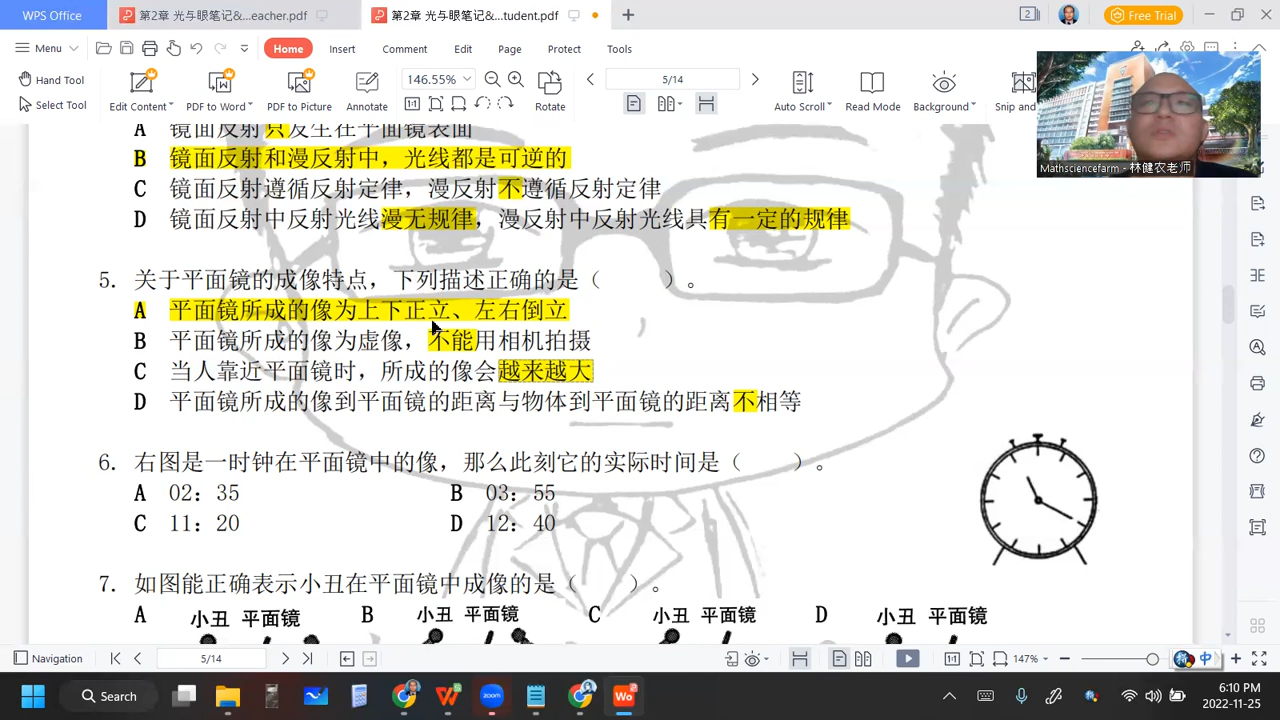 WPS Office
第2章 光与眼笔记&...eacher.pdf
第2章 光与眼笔记&...tudent.pdf
2
Free Trial
Menu
Home
Insert
Comment
Edit
Page
Protect
Tools
Hand Tool
Select Tool
Edit Content
PDF to Word
PDF to Picture
Annotate
146.55%
Rotate
5/14
Auto Scroll
Read Mode
Background
Snip and
Mathsciencefarm - 林健农老师
A 镜面反射只发生在平面镜表面
B 镜面反射和漫反射中，光线都是可逆的
C 镜面反射遵循反射定律，漫反射不遵循反射定律
D 镜面反射中反射光线漫无规律，漫反射中反射光线具有一定的规律
5. 关于平面镜的成像特点，下列描述正确的是（ ）。
A 平面镜所成的像为上下正立、左右倒立
B 平面镜所成的像为虚像，不能用相机拍摄
C 当人靠近平面镜时，所成的像会越来越大
D 平面镜所成的像到平面镜的距离与物体到平面镜的距离不相等
6. 右图是一时钟在平面镜中的像，那么此刻它的实际时间是（ ）。
A 02：35 B 03：55
C 11：20 D 12：40
7. 如图能正确表示小丑在平面镜中成像的是（ ）。
A 小丑 平面镜 B 小丑 平面镜 C 小丑 平面镜 D 小丑 平面镜
Navigation
5/14
147%
中
Search
6:10 PM
2022-11-25